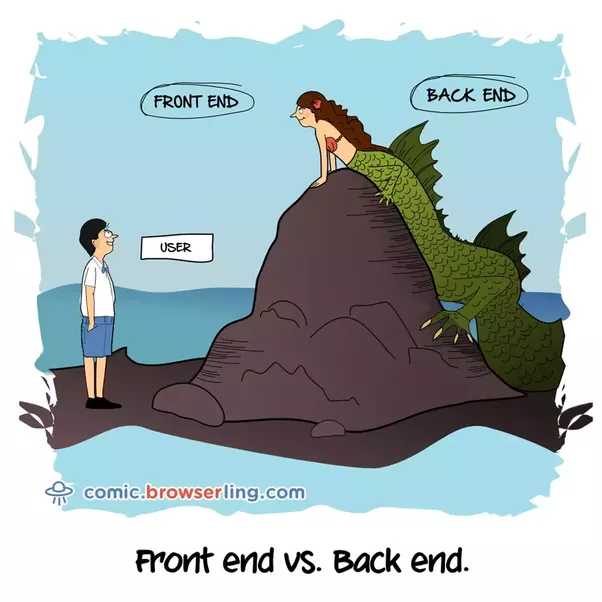 FRONT END
BACK END
USER
comic.browserling.com
Front end vs. Back end.